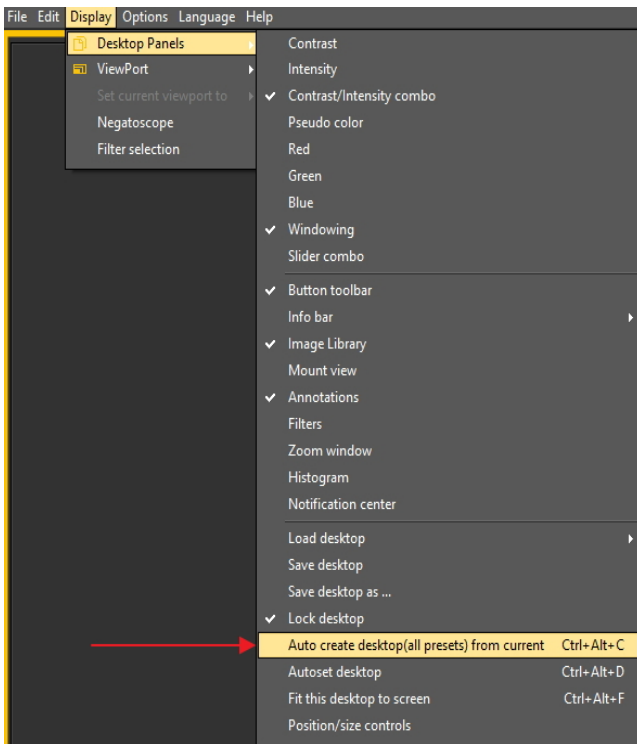 File Edit Display Options Language Help
Desktop Panels
ViewPort
Set current viewport to
Negatoscope
Filter selection
Contrast
Intensity
Contrast/Intensity combo
Pseudo color
Red
Green
Blue
Windowing
Slider combo
Button toolbar
Info bar
Image Library
Mount view
Annotations
Filters
Zoom window
Histogram
Notification center
Load desktop
Save desktop
Save desktop as ...
Lock desktop
Auto create desktop(all presets) from current Ctrl+Alt+C
Autoset desktop Ctrl+Alt+D
Fit this desktop to screen Ctrl+Alt+F
Position/size controls